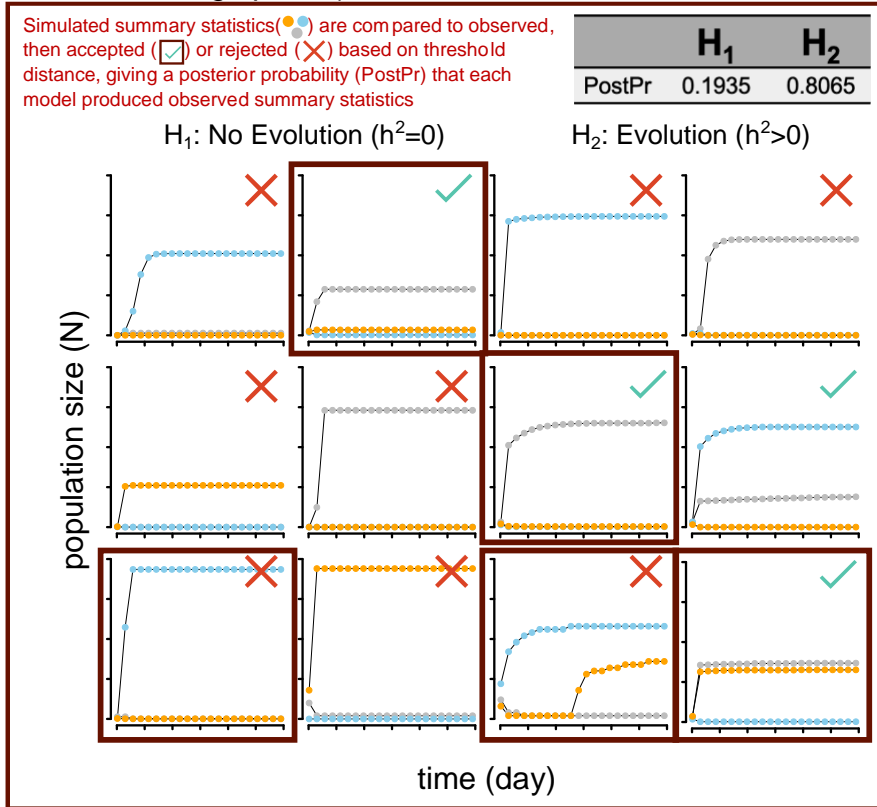 Simulated summary statistics( ) are compared to observed,
then accepted ( ) or rejected ( ) based on threshold
distance, giving a posterior probability (PostPr) that each
model produced observed summary statistics
H1 H2
PostPr 0.1935 0.8065
H1: No Evolution (h²=0)
H2: Evolution (h²>0)
population size (N)
time (day)